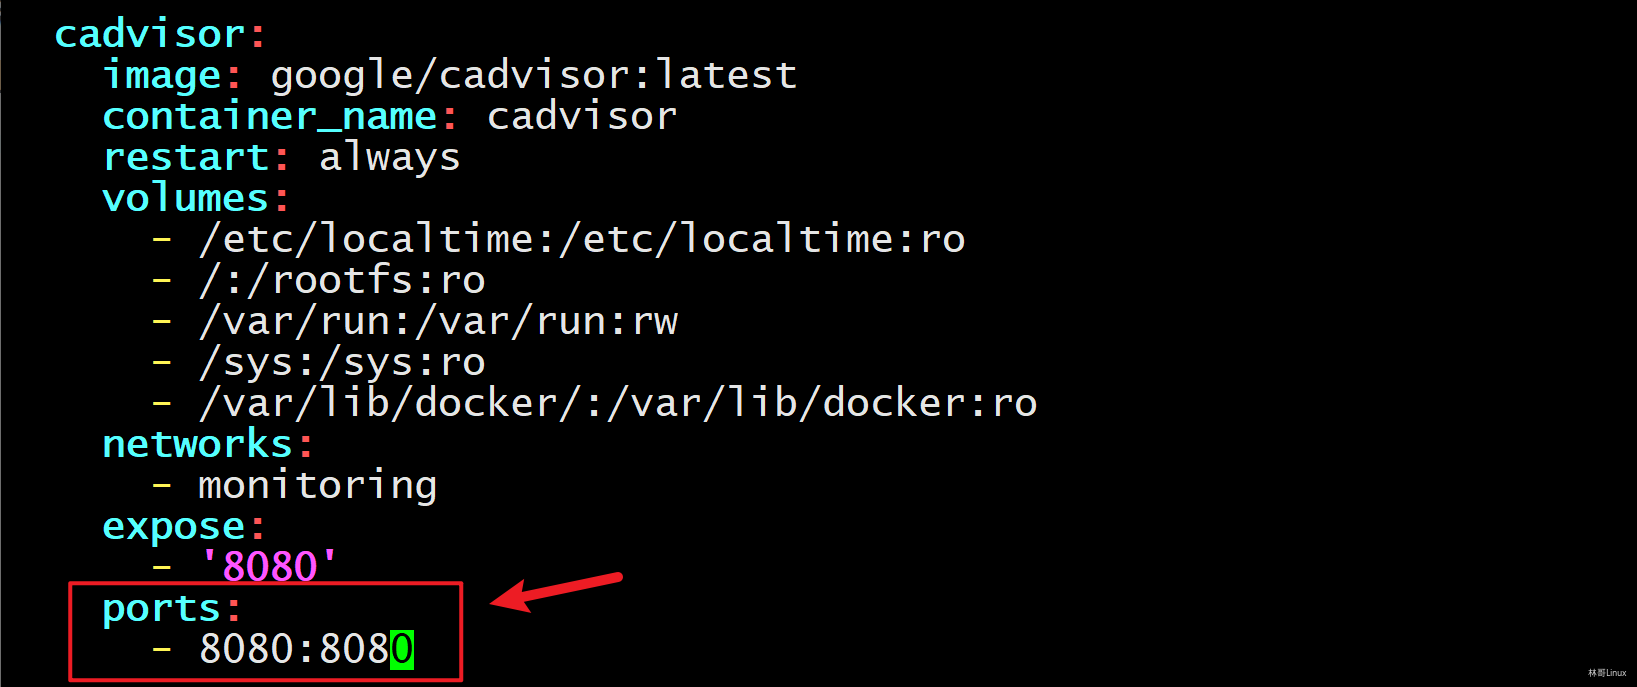 cadvisor:
image: google/cadvisor:latest
container_name: cadvisor
restart: always
volumes:
- /etc/localtime:/etc/localtime:ro
- /:/rootfs:ro
- /var/run:/var/run:rw
- /sys:/sys:ro
- /var/lib/docker/:/var/lib/docker:ro
networks:
- monitoring
expose:
- '8080'
ports:
- 8080:8080
林哥Linux